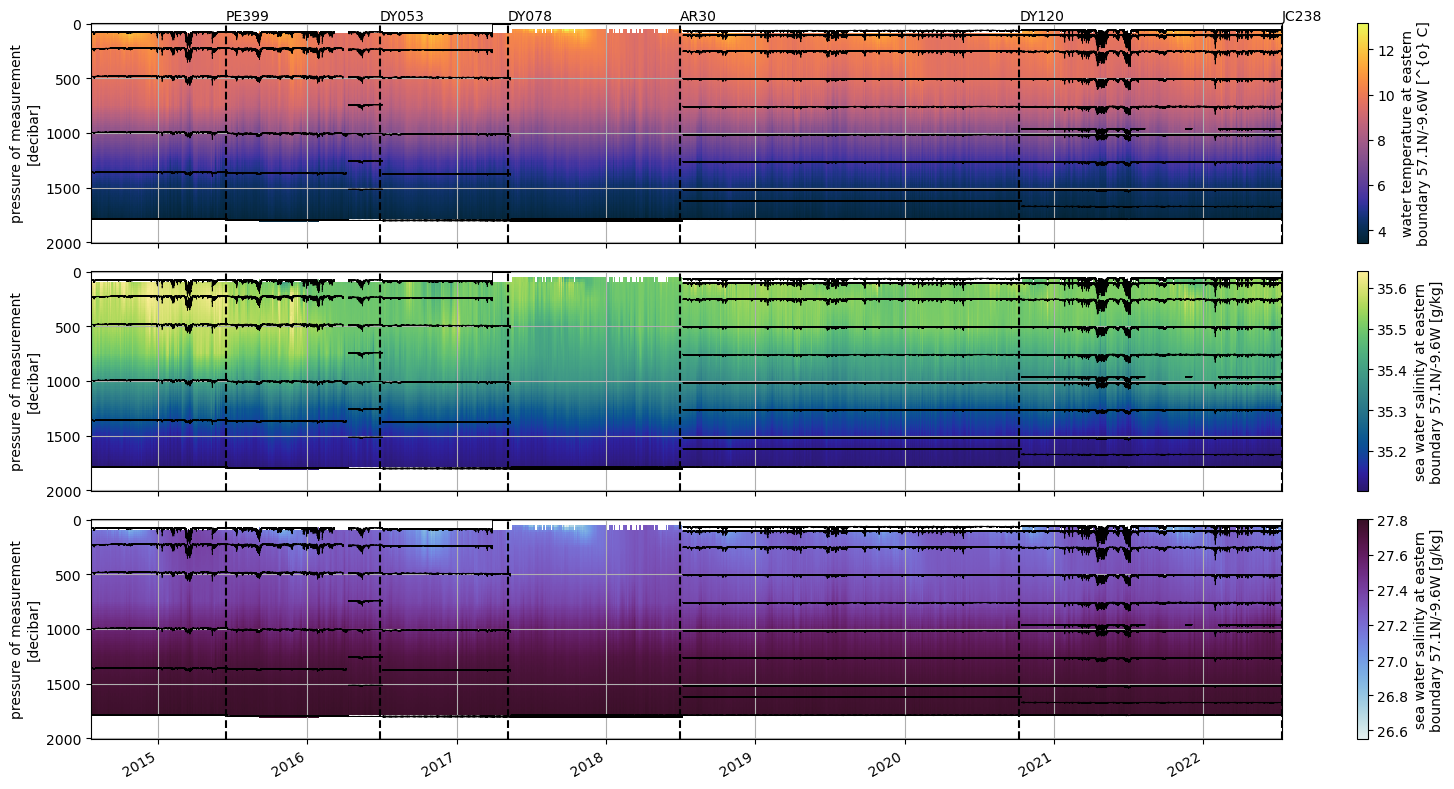 PE399 DY053 DY078 AR30 DY120 JC238
0
500
1000
1500
2000
pressure of measurement
[decibar]
12
10
8
6
4
water temperature at eastern
boundary 57.1N/-9.6W [^{o} C]
0
500
1000
1500
2000
pressure of measurement
[decibar]
35.6
35.5
35.4
35.3
35.2
sea water salinity at eastern
boundary 57.1N/-9.6W [g/kg]
0
500
1000
1500
2000
pressure of measurement
[decibar]
27.8
27.6
27.4
27.2
27.0
26.8
26.6
sea water salinity at eastern
boundary 57.1N/-9.6W [g/kg]
2015 2016 2017 2018 2019 2020 2021 2022